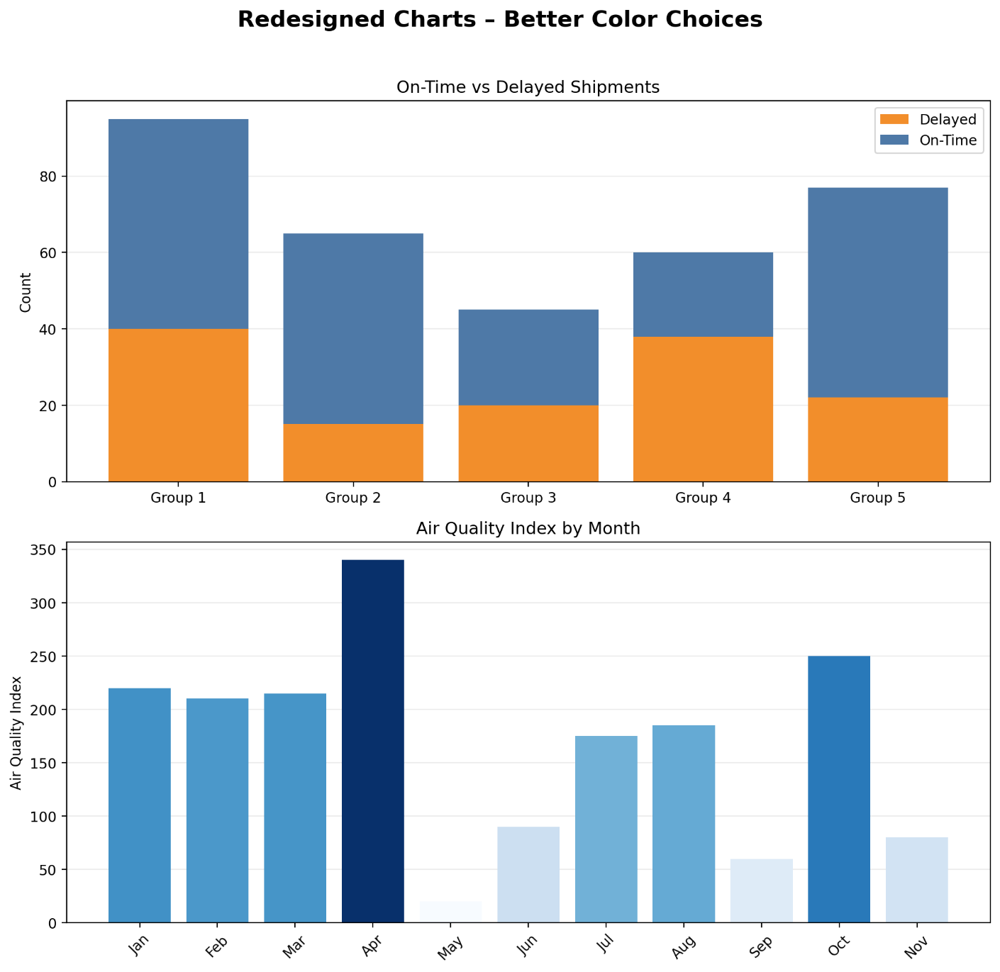 Redesigned Charts – Better Color Choices
On-Time vs Delayed Shipments
Delayed
On-Time
Count
80
60
40
20
0
Group 1
Group 2
Group 3
Group 4
Group 5
Air Quality Index by Month
Air Quality Index
350
300
250
200
150
100
50
0
Jan
Feb
Mar
Apr
May
Jun
Jul
Aug
Sep
Oct
Nov